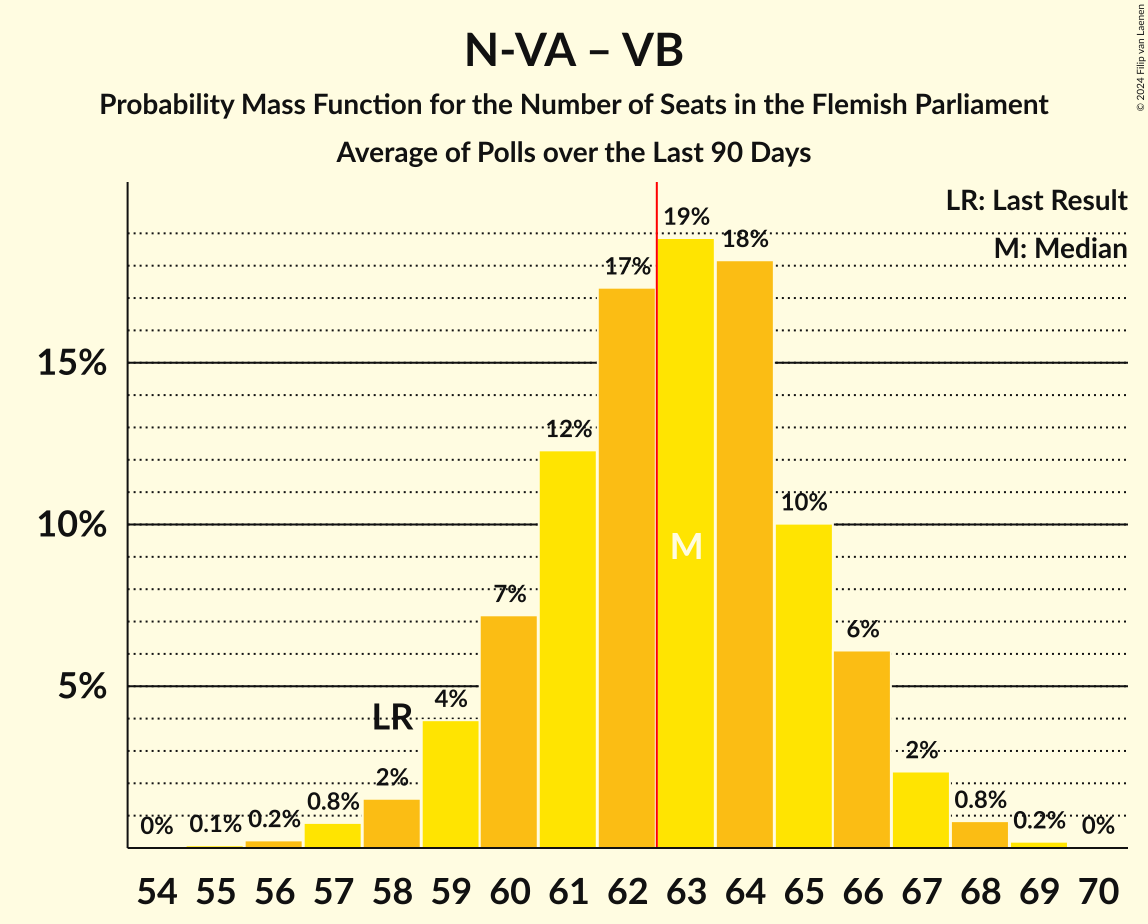 N-VA – VB
Probability Mass Function for the Number of Seats in the Flemish Parliament
Average of Polls over the Last 90 Days
© 2024 Filip van Laenen
LR: Last Result
M: Median
15%
10%
5%
0%
0.1%
0.2%
0.8%
2%
LR
4%
7%
12%
17%
19%
M
18%
10%
6%
2%
0.8%
0.2%
0%
54 55 56 57 58 59 60 61 62 63 64 65 66 67 68 69 70